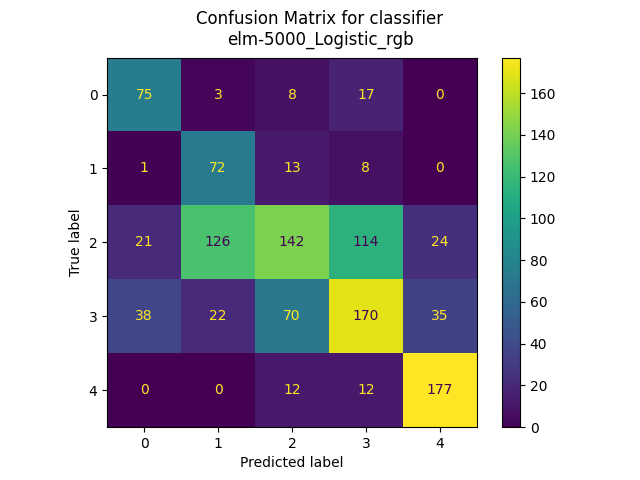 Confusion Matrix for classifier
elm-5000_Logistic_rgb
True label
0 75 3 8 17 0
1 1 72 13 8 0
2 21 126 142 114 24
3 38 22 70 170 35
4 0 0 12 12 177
0 1 2 3 4
Predicted label
160
140
120
100
80
60
40
20
0